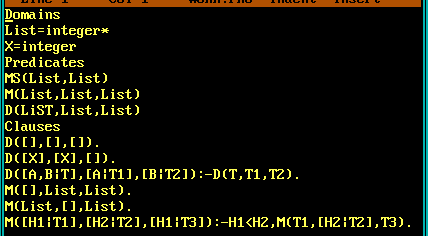 Line 1 Col 1 WORK.PRO Indent Insert
Domains
List=integer*
X=integer
Predicates
MS(List,List)
M(List,List,List)
D(LiST,List,List)
Clauses
D([],[],[]).
D([X],[X],[]).
D([A,B|T],[A|T1],[B|T2]):-D(T,T1,T2).
M([],List,List).
M(List,[],List).
M([H1|T1],[H2|T2],[H1|T3]):-H1<H2,M(T1,[H2|T2],T3).